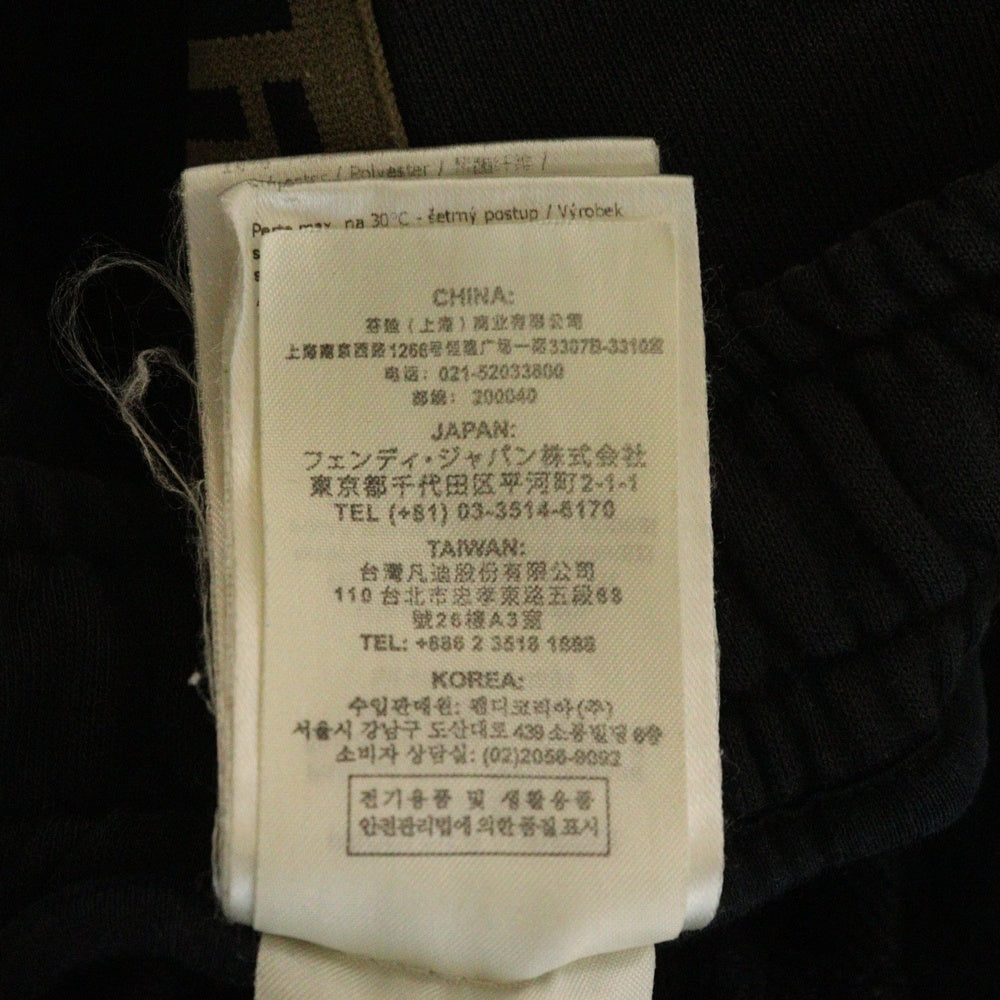 / Polyester /
na 30°C - šetrný postup / Výrobek
CHINA:
芬迪（上海）商业有限公司
上海南京西路1266号恒隆广场一期3307B-3310室
电话: 021-52033800
邮编: 200040
JAPAN:
フェンディ・ジャパン株式会社
東京都千代田区平河町2-1-1
TEL (+81) 03-3514-6170
TAIWAN:
台灣凡迪股份有限公司
110 台北市忠孝東路五段68
號26樓A3室
TEL: +886 2 3518 1698
KOREA:
수입판매원: 펜디코리아(주)
서울시 강남구 도산대로 439 소풍빌딩 6층
소비자 상담실: (02)2056-9092
전기용품 및 생활용품
안전관리법에 의한 품질표시